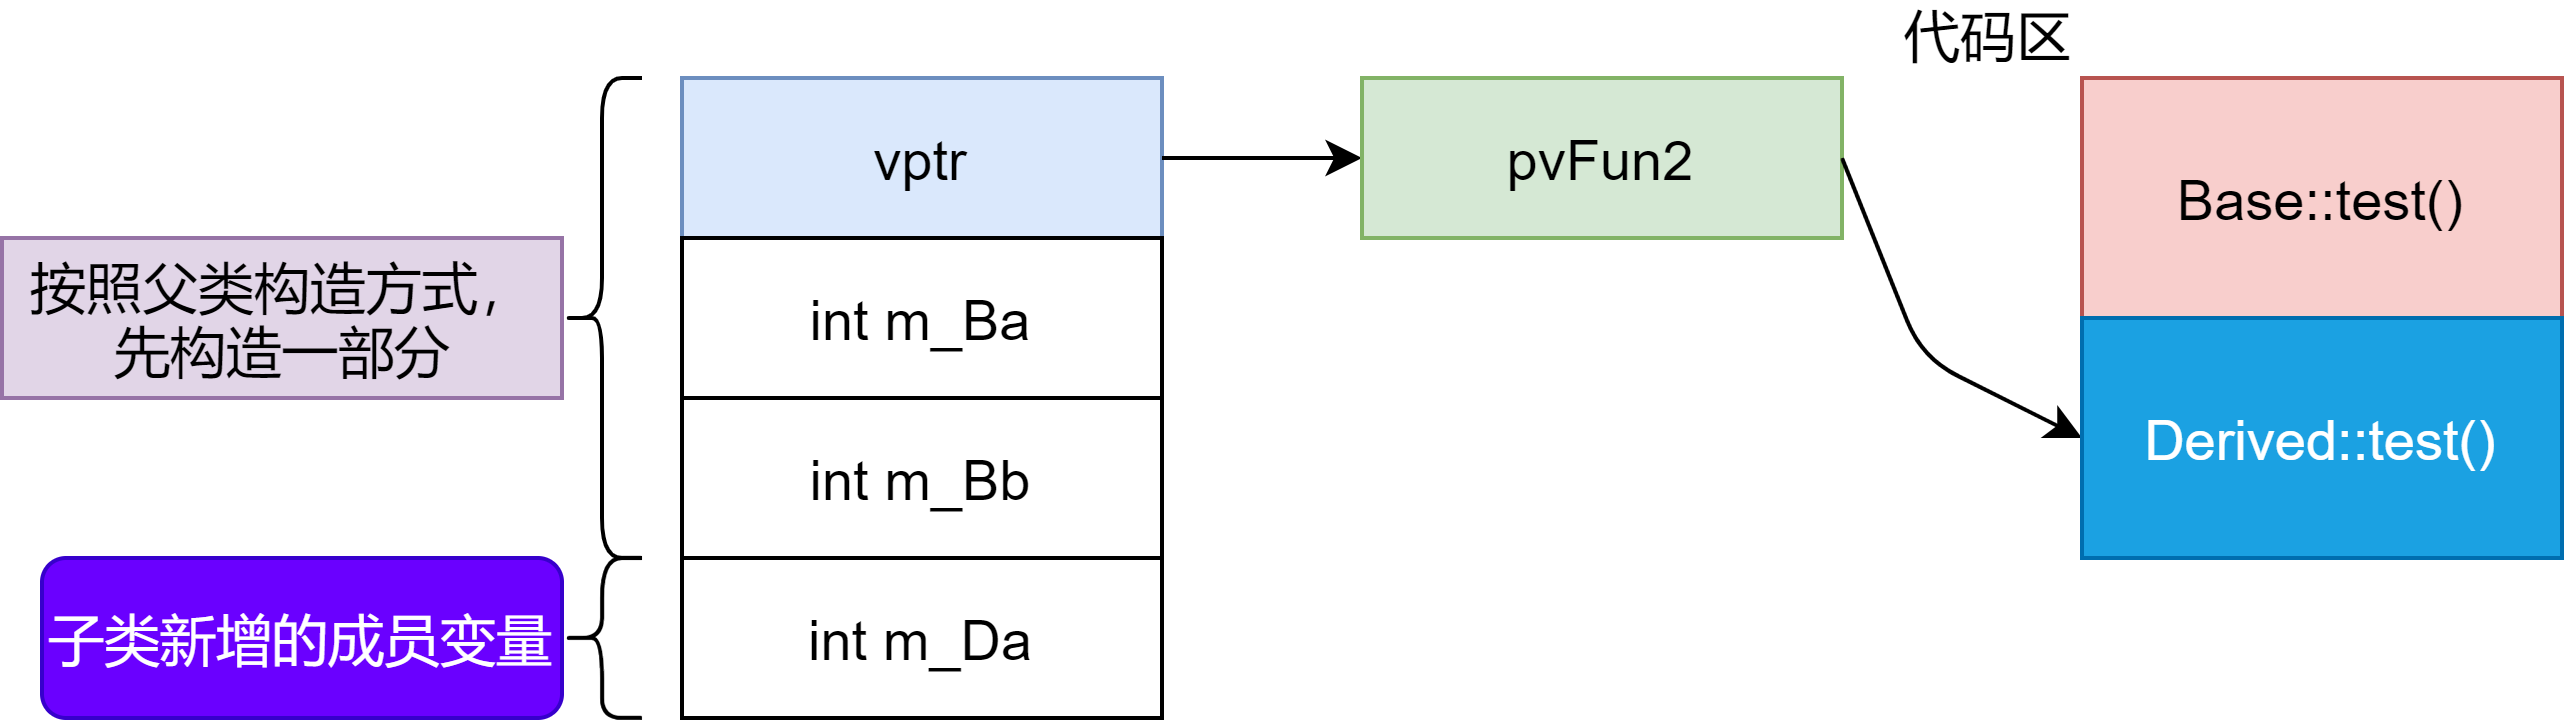 代码区
vptr
pvFun2
Base::test()
按照父类构造方式，
先构造一部分
int m_Ba
int m_Bb
Derived::test()
子类新增的成员变量
int m_Da